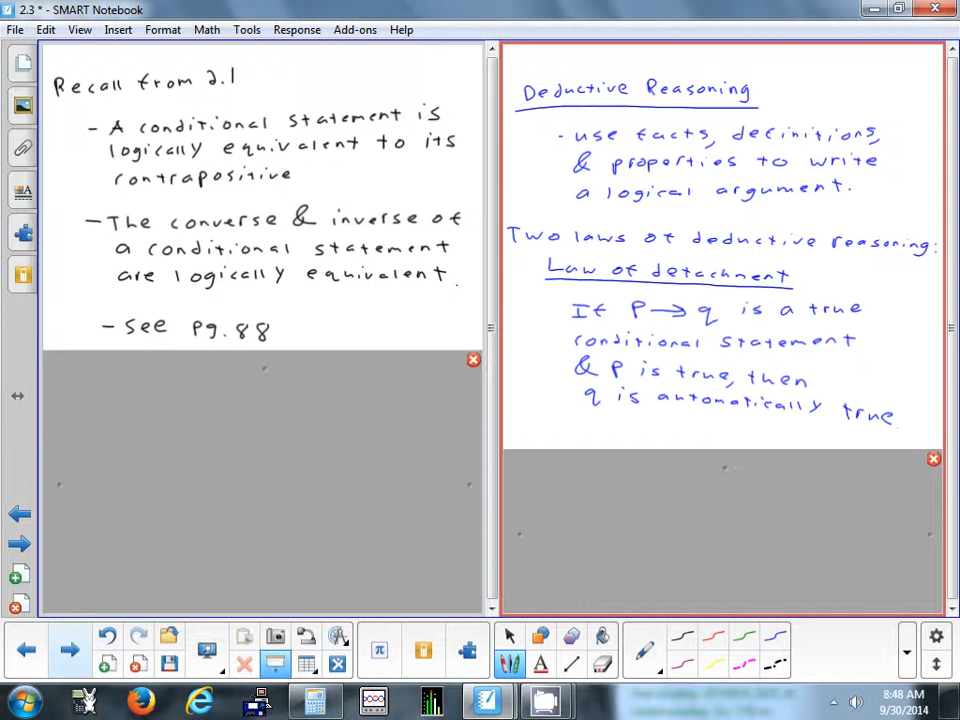 2.3 * - SMART Notebook
File Edit View Insert Format Math Tools Response Add-ons Help
Recall from 2.1
- A conditional statement is
logically equivalent to its
contrapositive
- The converse & inverse of
a conditional statement
are logically equivalent.
- See pg. 88
Deductive Reasoning
- use facts, definitions,
& properties to write
a logical argument.
Two laws of deductive reasoning:
Law of detachment
If P → q is a true
conditional statement
& P is true, then
q is automatically true.
8:48 AM
9/30/2014